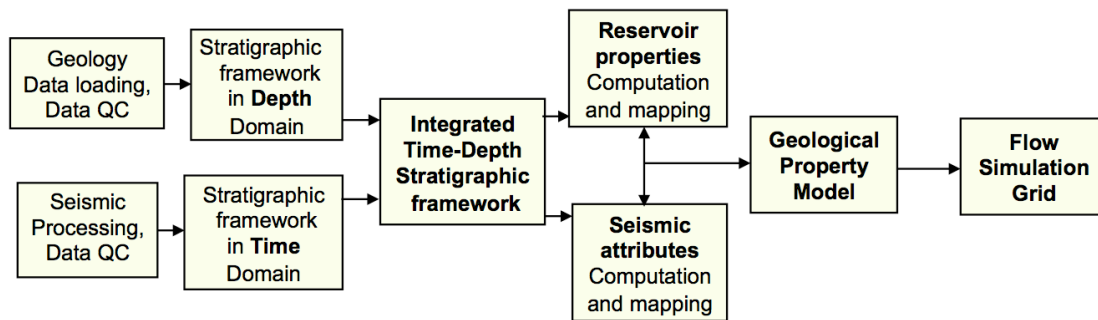 Geology
Data loading,
Data QC
Stratigraphic
framework
in Depth
Domain
Seismic
Processing,
Data QC
Stratigraphic
framework
in Time
Domain
Integrated
Time-Depth
Stratigraphic
framework
Reservoir
properties
Computation
and mapping
Seismic
attributes
Computation
and mapping
Geological
Property
Model
Flow
Simulation
Grid